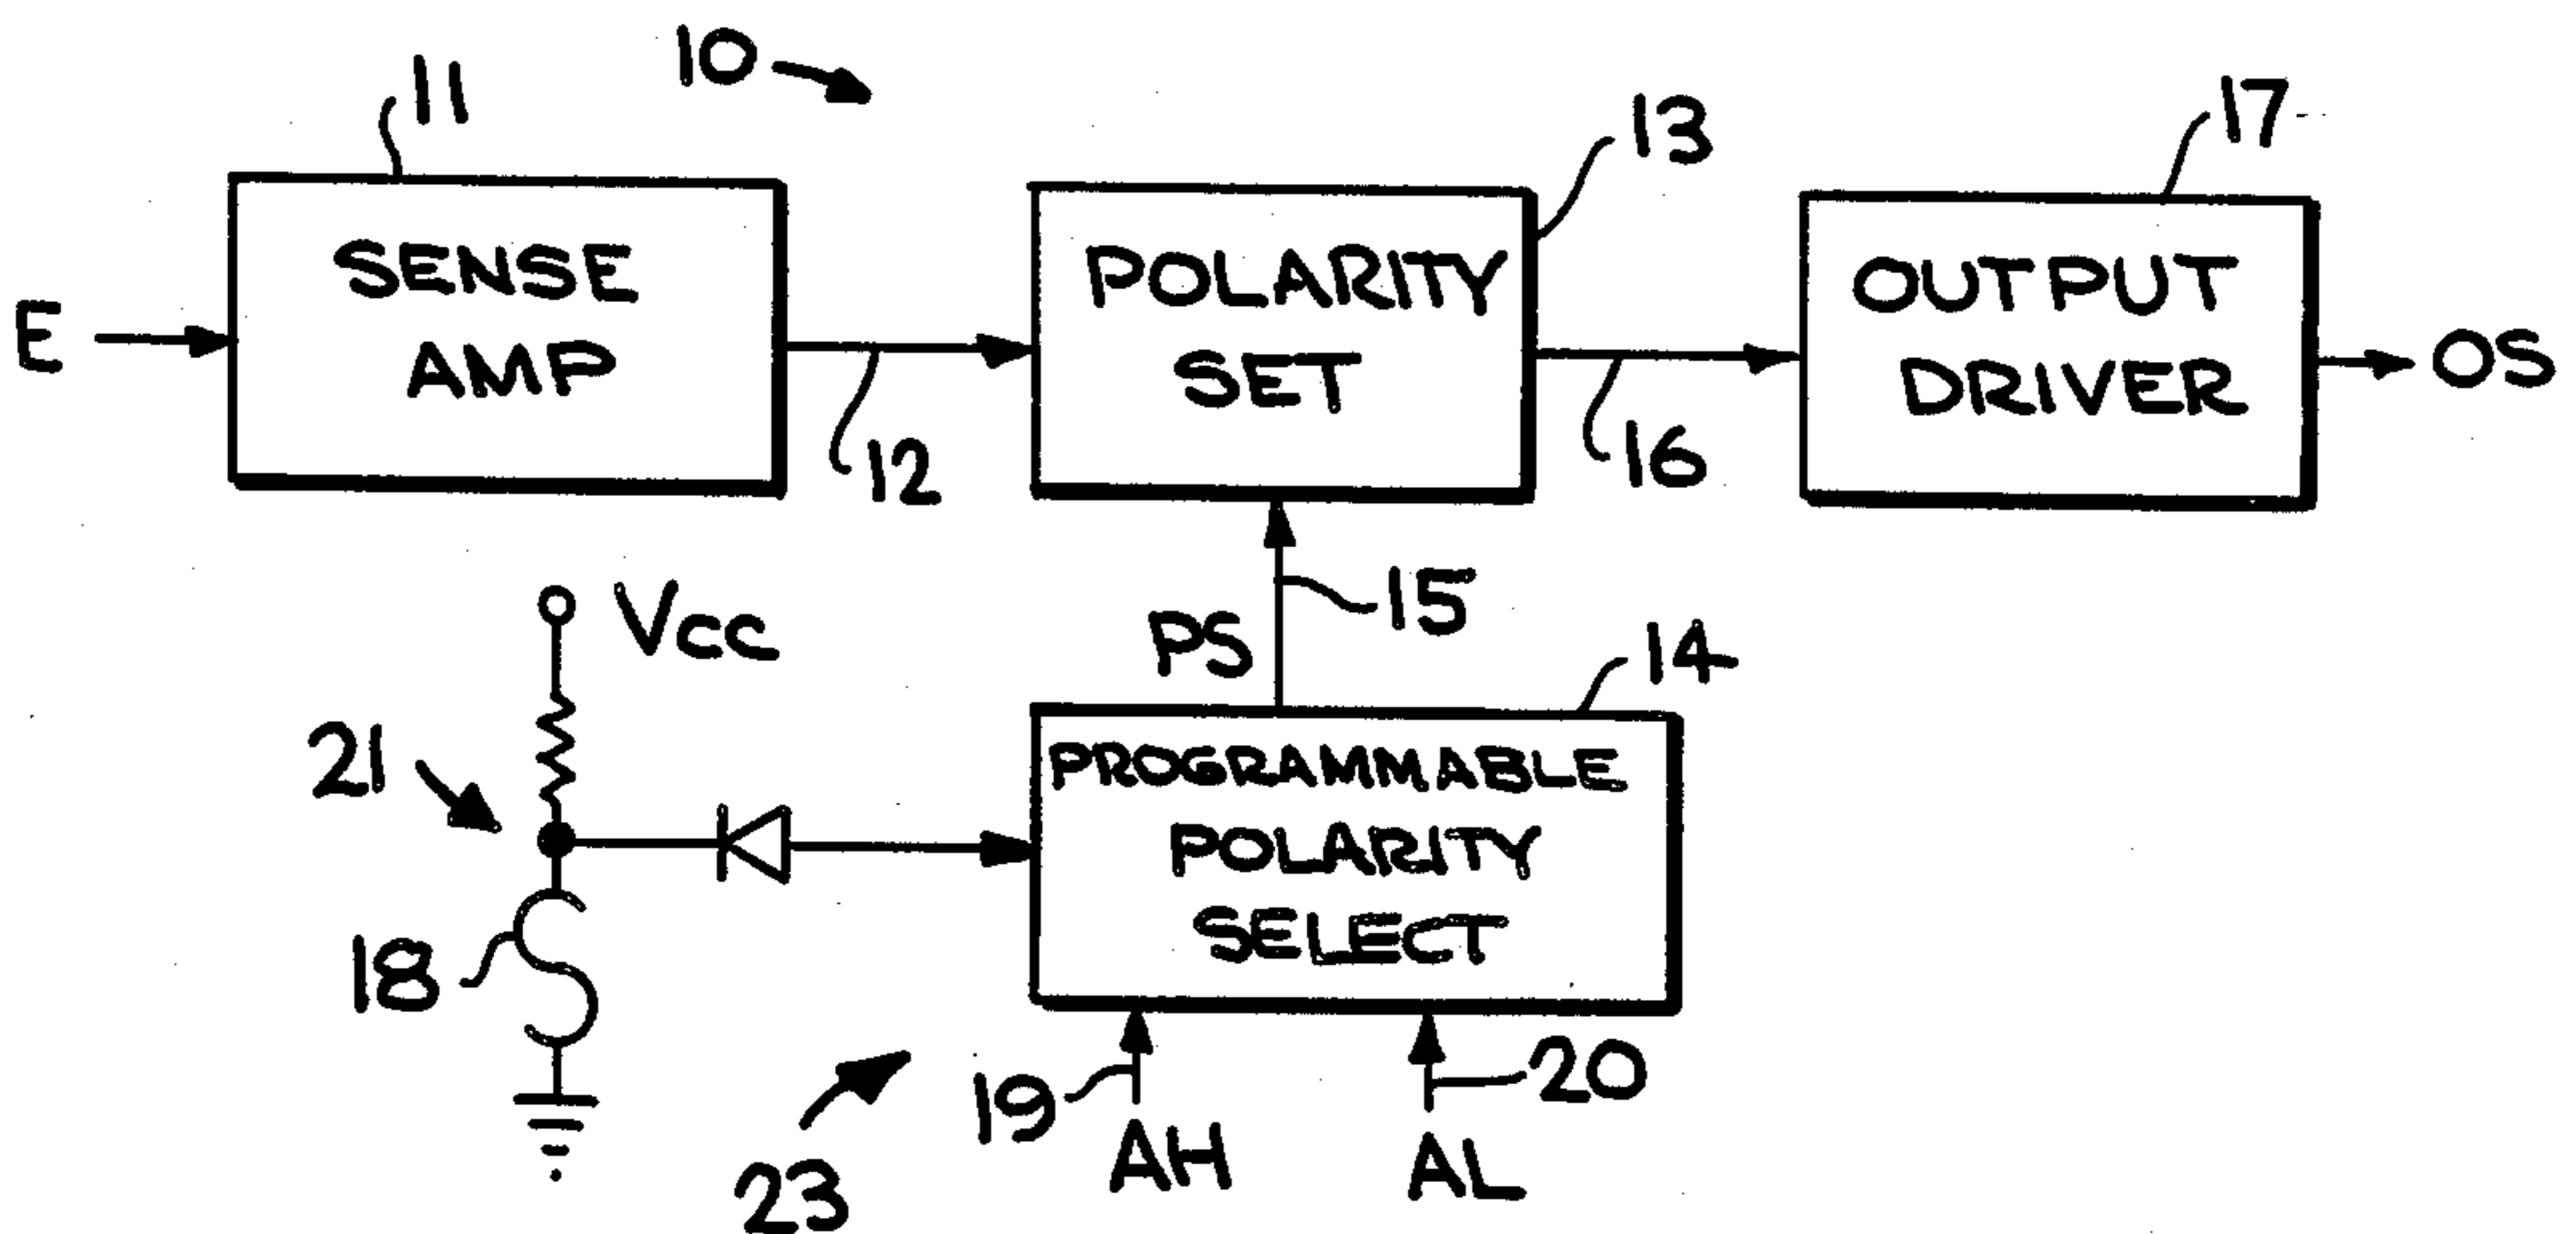 10
11
13
17
E
SENSE
AMP
POLARITY
SET
OUTPUT
DRIVER
OS
12
16
VCC
PS
15
14
21
PROGRAMMABLE
POLARITY
SELECT
18
19
20
AH
AL
23